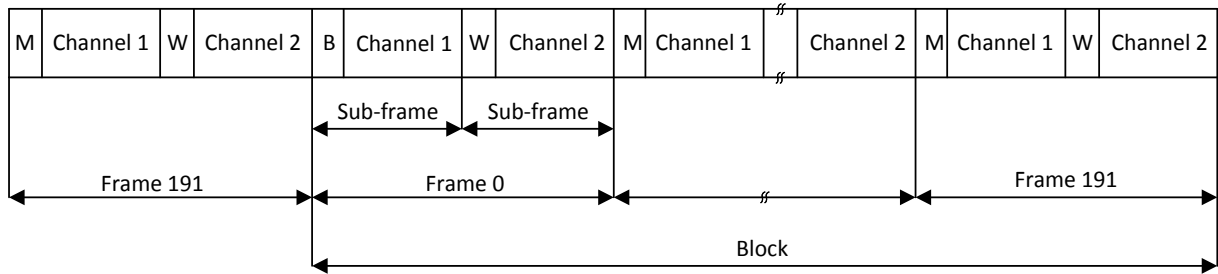 M Channel 1 W Channel 2 B Channel 1 W Channel 2 M Channel 1 Channel 2 M Channel 1 W Channel 2
Sub-frame Sub-frame
Frame 191 Frame 0 Frame 191
Block